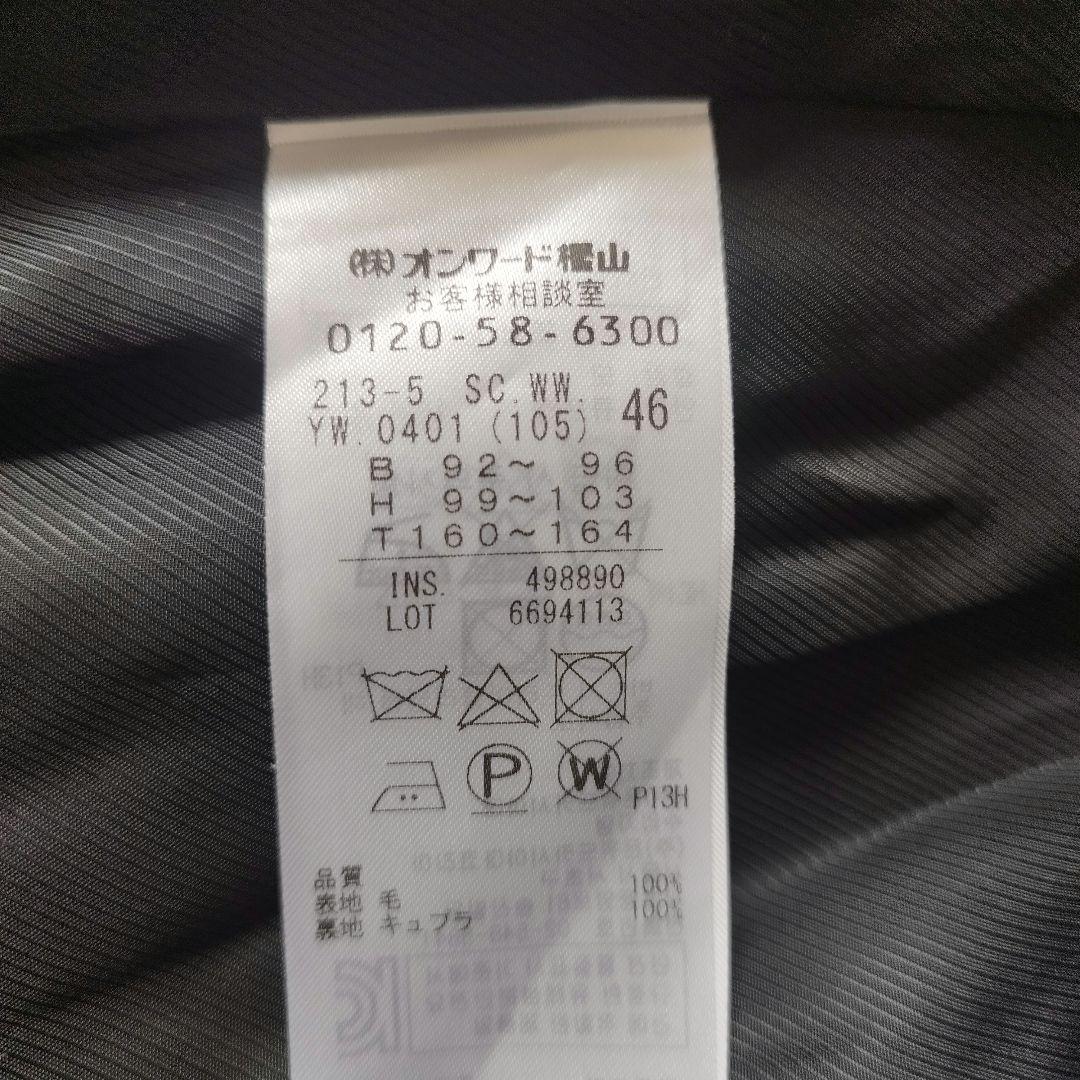 (株)オンワード樫山
お客様相談室
0120-58-6300
213-5 SC.WW.
YW.0401 (105) 46
B 92~ 96
H 99~103
T160~164
INS. 498890
LOT 6694113
P W P13H
品質
表地 毛 100%
裏地 キュプラ 100%